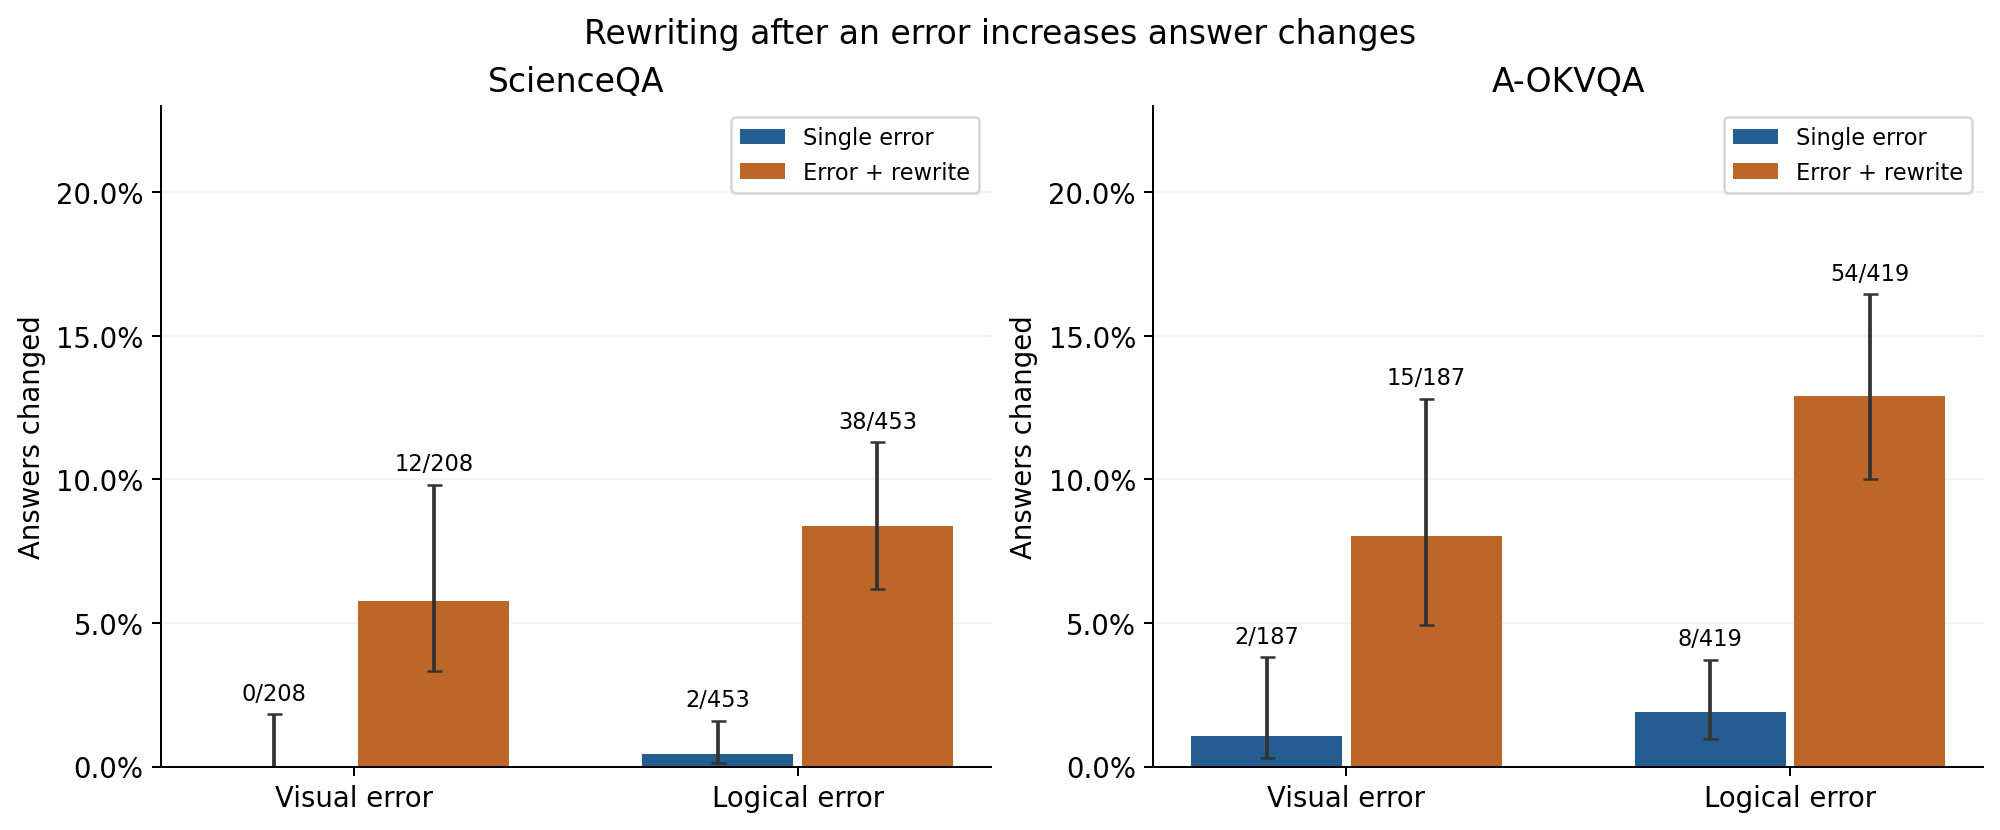 Rewriting after an error increases answer changes
ScienceQA
Answers changed
20.0%
15.0%
10.0%
5.0%
0.0%
Single error
Error + rewrite
0/208
12/208
2/453
38/453
Visual error
Logical error
A-OKVQA
Answers changed
20.0%
15.0%
10.0%
5.0%
0.0%
Single error
Error + rewrite
2/187
15/187
8/419
54/419
Visual error
Logical error